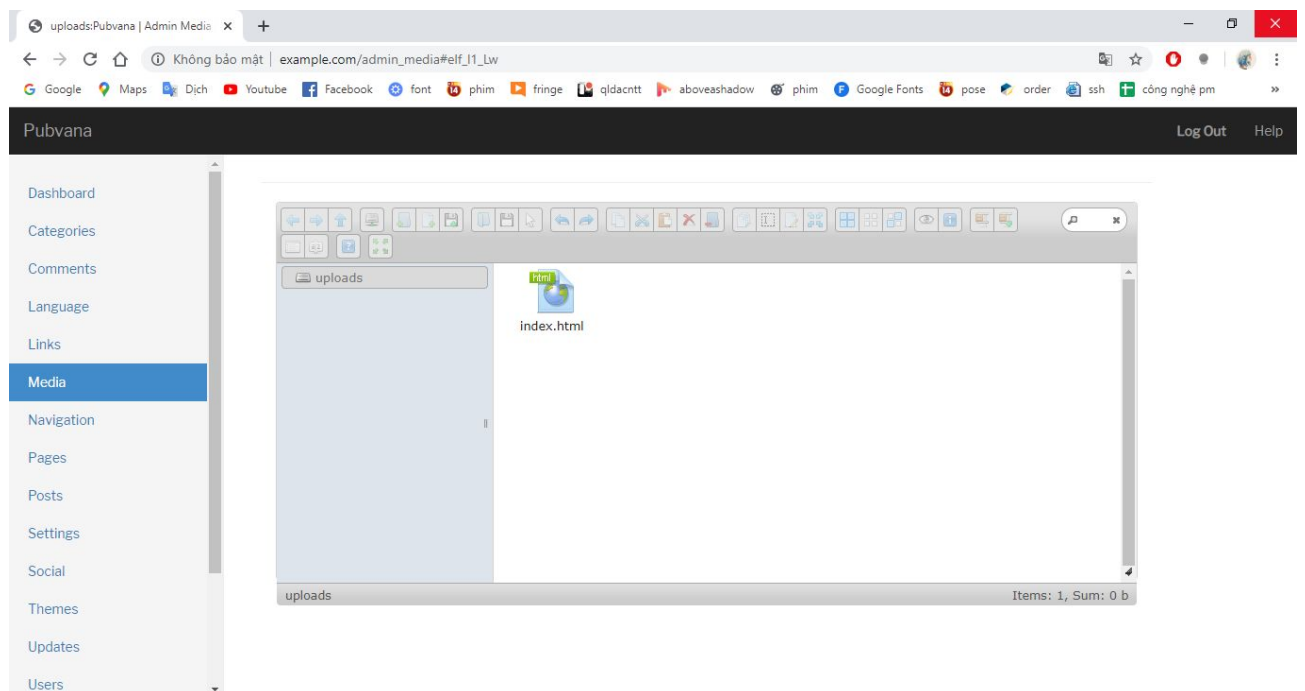 uploads:Pubvana | Admin Media
Không bảo mật | example.com/admin_media#elf_l1_Lw
Google Maps Dịch Youtube Facebook font phim fringe qldacntt aboveashadow phim Google Fonts pose order ssh công nghệ pm »
Pubvana Log Out Help
Dashboard
Categories
Comments
Language
Links
Media
Navigation
Pages
Posts
Settings
Social
Themes
Updates
Users
uploads
html
index.html
uploads Items: 1, Sum: 0 b